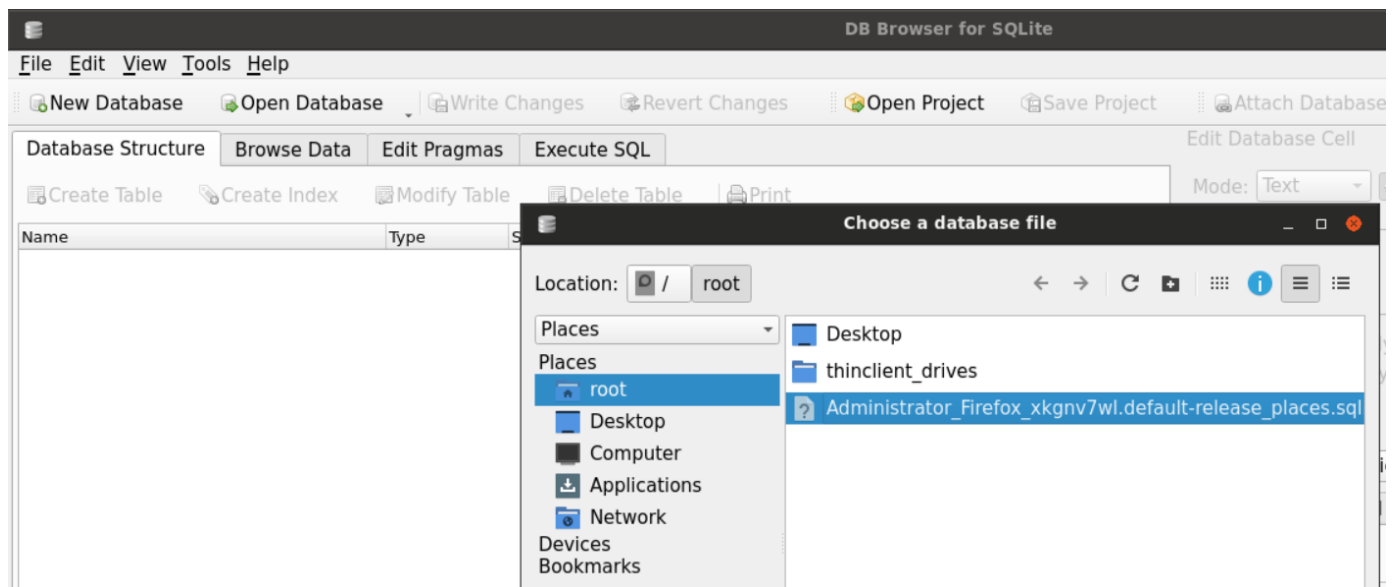 DB Browser for SQLite
File Edit View Tools Help
New Database Open Database Write Changes Revert Changes Open Project Save Project Attach Database
Database Structure Browse Data Edit Pragmas Execute SQL
Edit Database Cell
Create Table Create Index Modify Table Delete Table Print
Mode: Text
Name Type S
Choose a database file
Location: / root
Places
Places
root
Desktop
Computer
Applications
Network
Devices
Bookmarks
Desktop
thinclient_drives
Administrator_Firefox_xkgnv7wl.default-release_places.sql